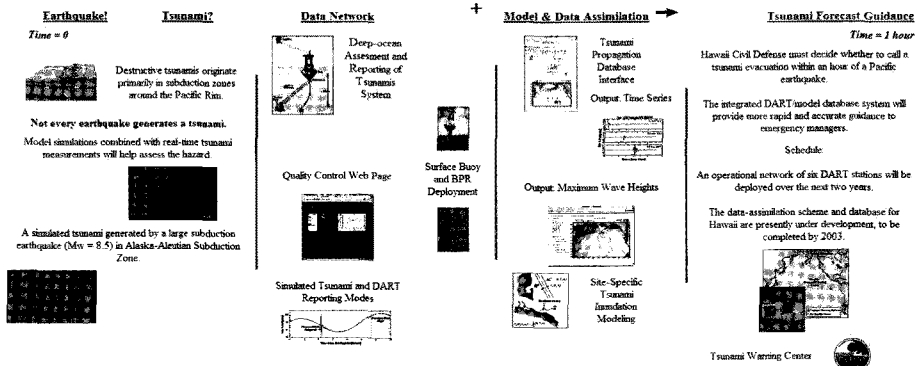 Earthquake!
Tsunami?
Time = 0
Destructive tsunamis originate
primarily in subduction zones
around the Pacific Rim.
Not every earthquake generates a tsunami.
Model simulations combined with real-time tsunami
measurements will help assess the hazard.
A simulated tsunami generated by a large subduction
earthquake (Mw = 8.5) in Alaska-Aleutian Subduction
Zone.
Data Network
Deep-ocean
Assesment and
Reporting of
Tsunamis
System
Quality Control Web Page
Simulated Tsunami and DART
Reporting Modes
Surface Buoy
and BPR
Deployment
+
Model & Data Assimilation
Tsunami
Propagation
Database
Interface
Output: Time Series
Output: Maximum Wave Heights
Site-Specific
Tsunami
Inundation
Modeling
Tsunami Forecast Guidance
Time = 1 hour
Hawaii Civil Defense must decide whether to call a
tsunami evacuation within an hour of a Pacific
earthquake.
The integrated DART/model database system will
provide more rapid and accurate guidance to
emergency managers.
Schedule:
An operational network of six DART stations will be
deployed over the next two years.
The data-assimilation scheme and database for
Hawaii are presently under development, to be
completed by 2003.
Tsunami Warning Center